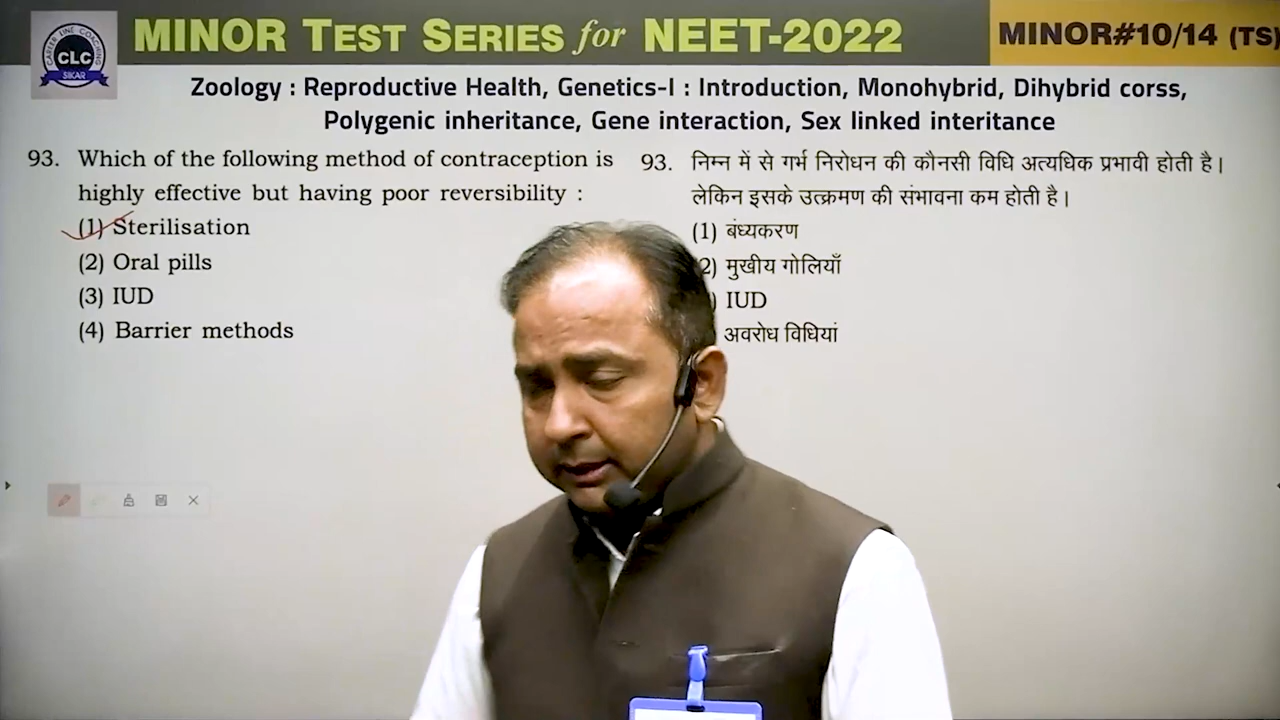 CAREER LINE COACHING
CLC
SIKAR
MINOR TEST SERIES for NEET-2022
MINOR#10/14 (TS)
Zoology : Reproductive Health, Genetics-I : Introduction, Monohybrid, Dihybrid corss,
Polygenic inheritance, Gene interaction, Sex linked interitance
93. Which of the following method of contraception is
highly effective but having poor reversibility :
(1) Sterilisation
(2) Oral pills
(3) IUD
(4) Barrier methods
93. निम्न में से गर्भ निरोधन की कौनसी विधि अत्यधिक प्रभावी होती है।
लेकिन इसके उत्क्रमण की संभावना कम होती है।
(1) बंध्यकरण
2) मुखीय गोलियाँ
) IUD
अवरोध विधियां